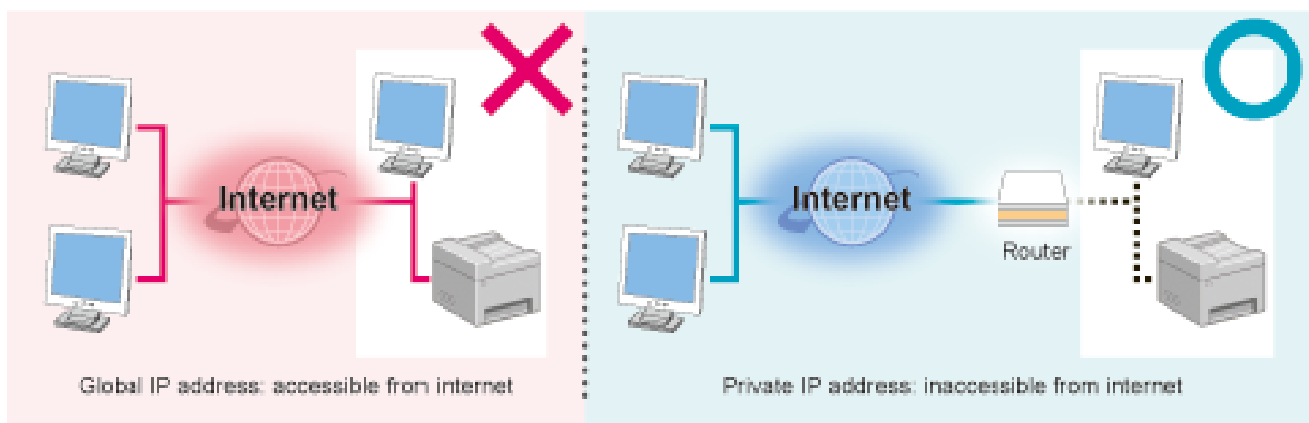 Internet
Global IP address: accessible from internet
Internet
Router
Private IP address: inaccessible from internet